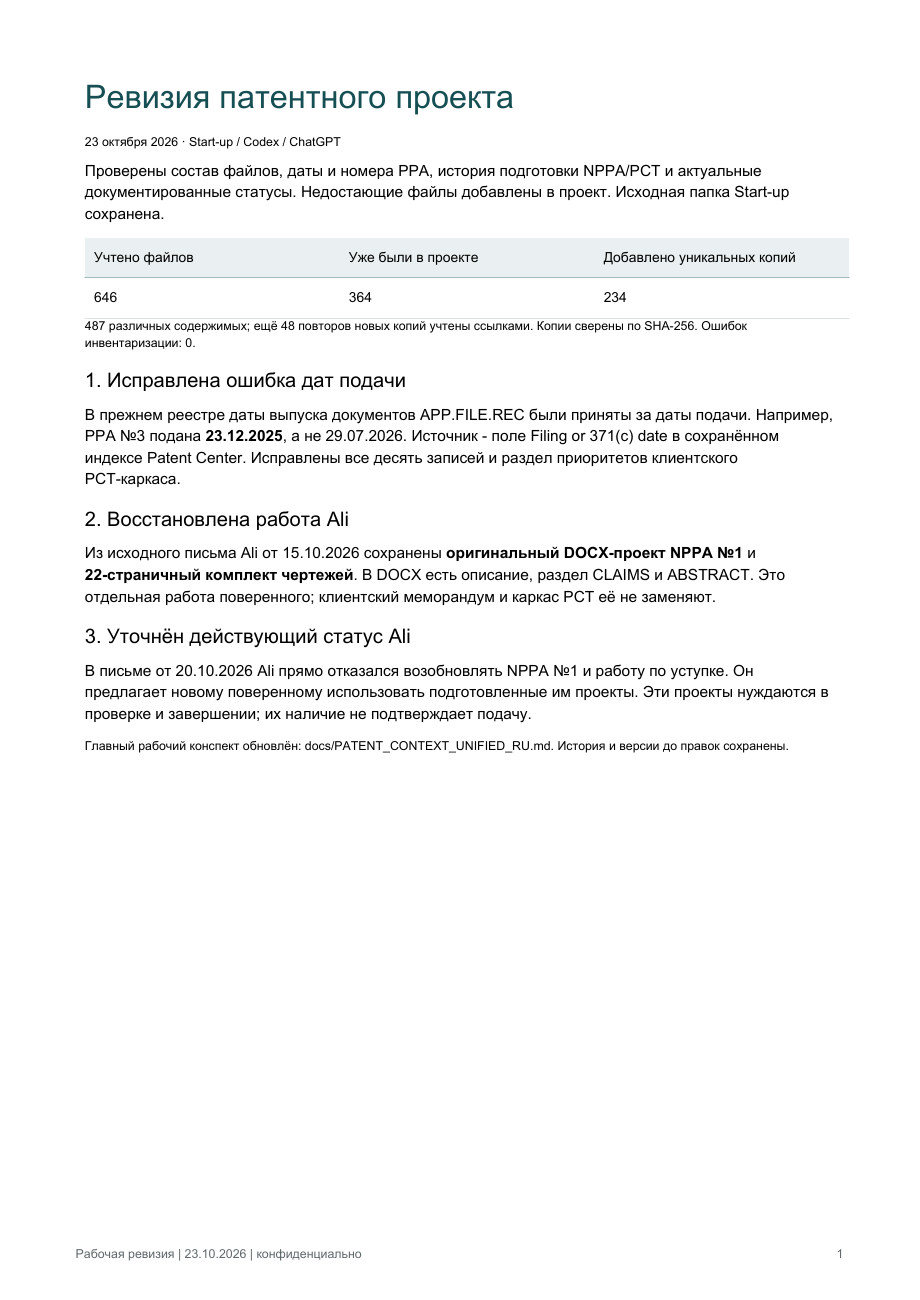 Ревизия патентного проекта
23 октября 2026 · Start-up / Codex / ChatGPT
Проверены состав файлов, даты и номера PPA, история подготовки NPPA/PCT и актуальные
документированные статусы. Недостающие файлы добавлены в проект. Исходная папка Start-up
сохранена.
Учтено файлов Уже были в проекте Добавлено уникальных копий
646 364 234
487 различных содержимых; ещё 48 повторов новых копий учтены ссылками. Копии сверены по SHA-256. Ошибок
инвентаризации: 0.
1. Исправлена ошибка дат подачи
В прежнем реестре даты выпуска документов APP.FILE.REC были приняты за даты подачи. Например,
PPA №3 подана 23.12.2025, а не 29.07.2026. Источник - поле Filing or 371(c) date в сохранённом
индексе Patent Center. Исправлены все десять записей и раздел приоритетов клиентского
PCT-каркаса.
2. Восстановлена работа Ali
Из исходного письма Ali от 15.10.2026 сохранены оригинальный DOCX-проект NPPA №1 и
22-страничный комплект чертежей. В DOCX есть описание, раздел CLAIMS и ABSTRACT. Это
отдельная работа поверенного; клиентский меморандум и каркас PCT её не заменяют.
3. Уточнён действующий статус Ali
В письме от 20.10.2026 Ali прямо отказался возобновлять NPPA №1 и работу по уступке. Он
предлагает новому поверенному использовать подготовленные им проекты. Эти проекты нуждаются в
проверке и завершении; их наличие не подтверждает подачу.
Главный рабочий конспект обновлён: docs/PATENT_CONTEXT_UNIFIED_RU.md. История и версии до правок сохранены.
Рабочая ревизия | 23.10.2026 | конфиденциально 1